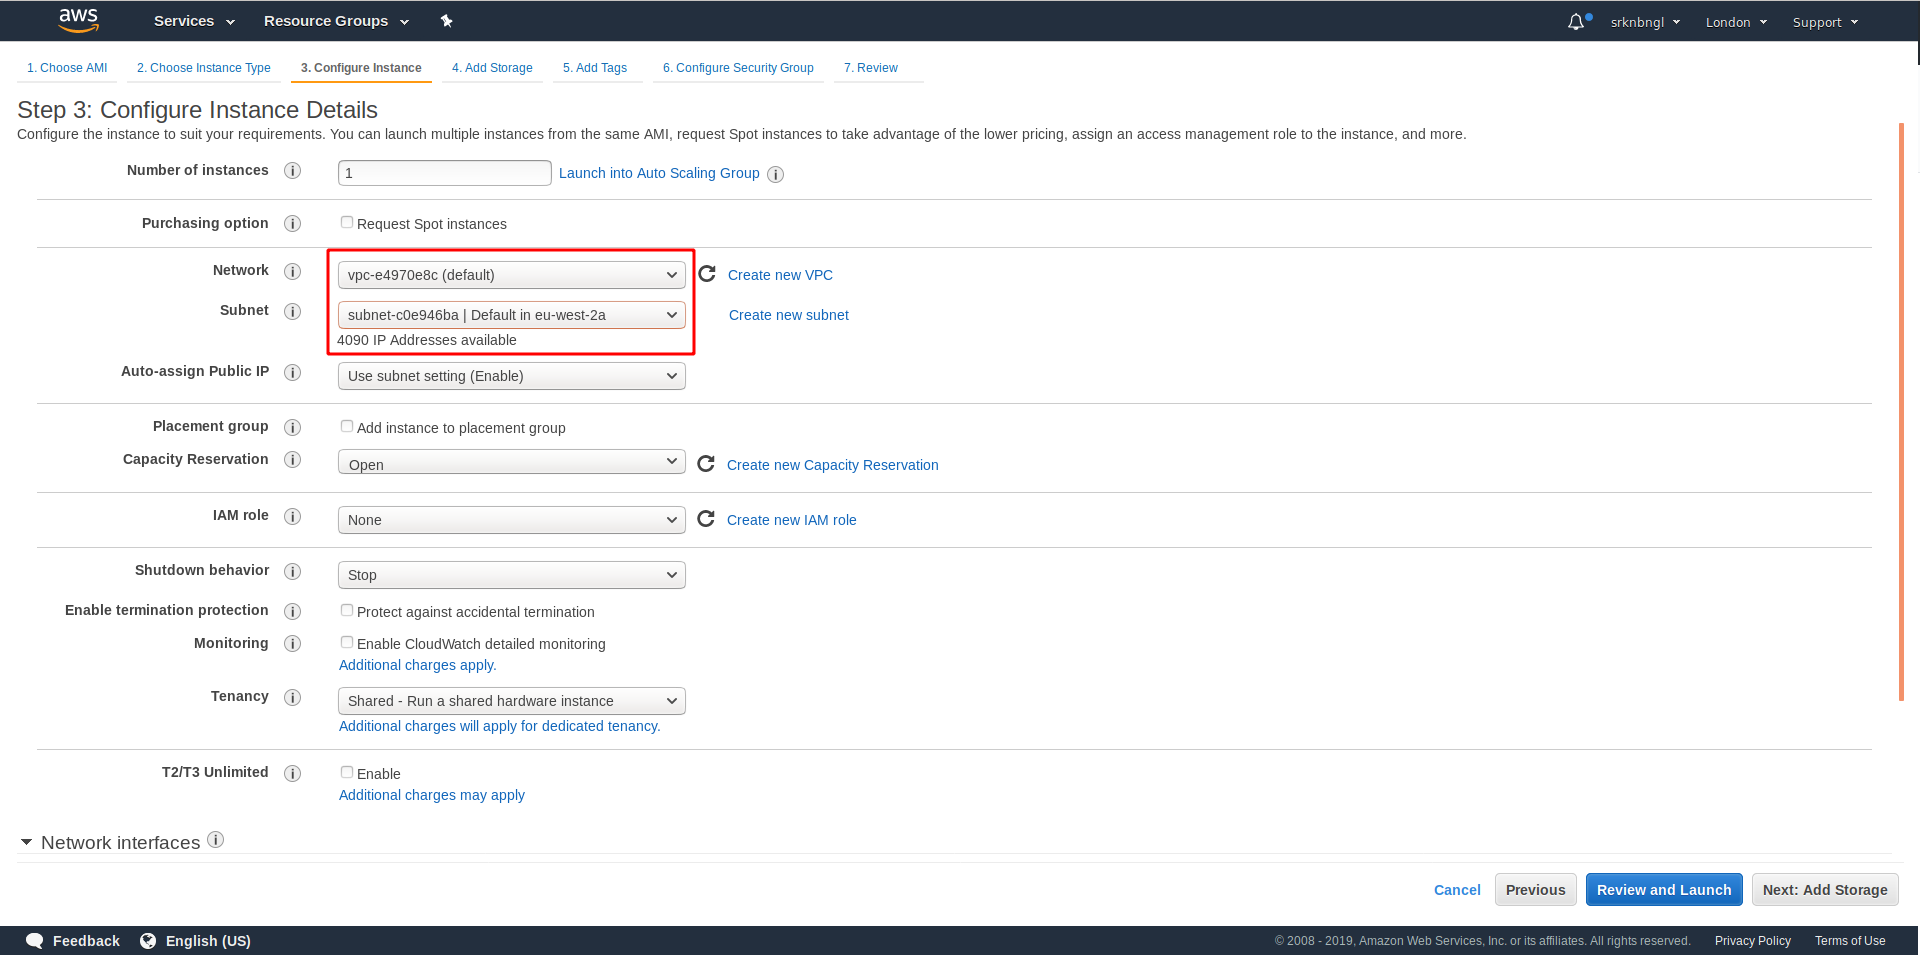 aws Services Resource Groups srknbngl London Support
1. Choose AMI 2. Choose Instance Type 3. Configure Instance 4. Add Storage 5. Add Tags 6. Configure Security Group 7. Review
Step 3: Configure Instance Details
Configure the instance to suit your requirements. You can launch multiple instances from the same AMI, request Spot instances to take advantage of the lower pricing, assign an access management role to the instance, and more.
Number of instances i 1 Launch into Auto Scaling Group i
Purchasing option i Request Spot instances
Network i vpc-e4970e8c (default) Create new VPC
Subnet i subnet-c0e946ba | Default in eu-west-2a Create new subnet
4090 IP Addresses available
Auto-assign Public IP i Use subnet setting (Enable)
Placement group i Add instance to placement group
Capacity Reservation i Open Create new Capacity Reservation
IAM role i None Create new IAM role
Shutdown behavior i Stop
Enable termination protection i Protect against accidental termination
Monitoring i Enable CloudWatch detailed monitoring
Additional charges apply.
Tenancy i Shared - Run a shared hardware instance
Additional charges will apply for dedicated tenancy.
T2/T3 Unlimited i Enable
Additional charges may apply
Network interfaces i
Cancel Previous Review and Launch Next: Add Storage
Feedback English (US) © 2008 - 2019, Amazon Web Services, Inc. or its affiliates. All rights reserved. Privacy Policy Terms of Use